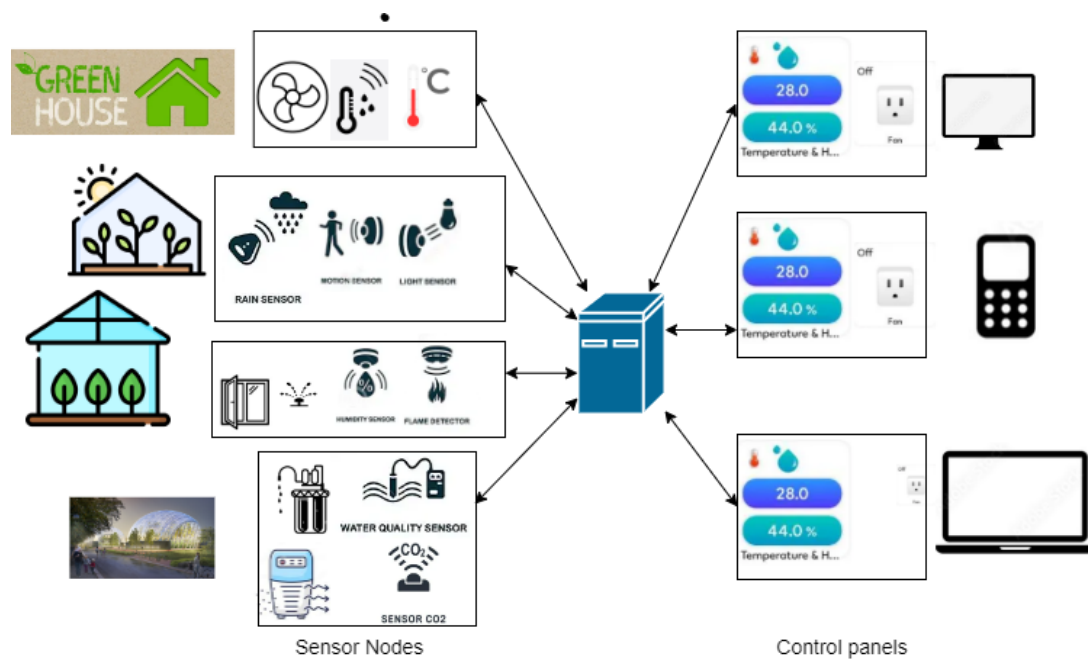 GREEN
HOUSE
°C
RAIN SENSOR
MOTION SENSOR
LIGHT SENSOR
%
HUMIDITY SENSOR
FLAME DETECTOR
WATER QUALITY SENSOR
CO2
SENSOR CO2
Sensor Nodes
28.0
44.0 %
Temperature & H...
Off
Fan
28.0
44.0 %
Temperature & H...
Off
Fan
28.0
44.0 %
Temperature & H...
Off
Control panels